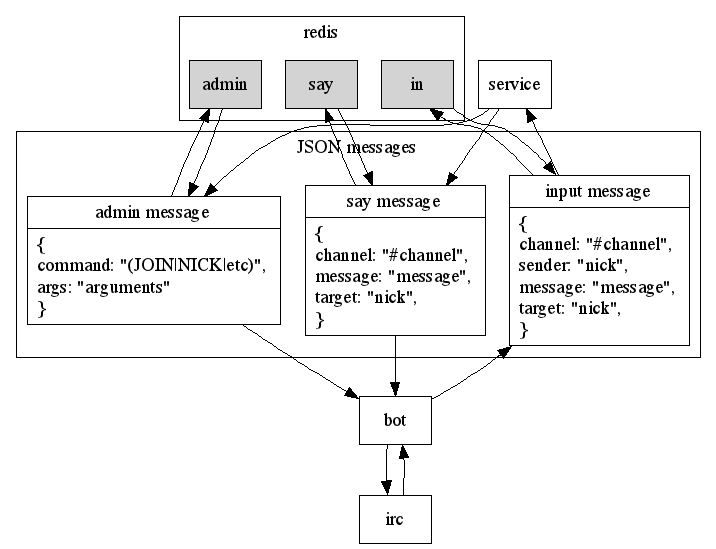 redis
admin
say
in
service
JSON messages
admin message
{
command: "(JOIN|NICK|etc)",
args: "arguments"
}
say message
{
channel: "#channel",
message: "message",
target: "nick",
}
input message
{
channel: "#channel",
sender: "nick",
message: "message",
target: "nick",
}
bot
irc